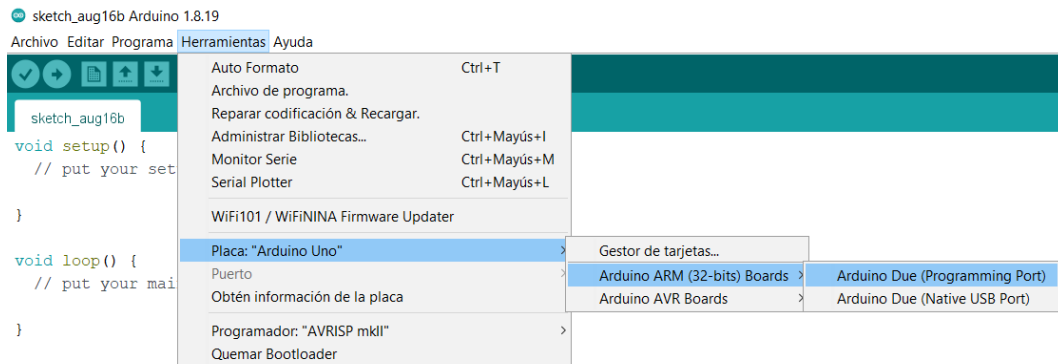 sketch_aug16b Arduino 1.8.19
Archivo Editar Programa Herramientas Ayuda
sketch_aug16b
void setup() {
// put your set
}
void loop() {
// put your mai
}
Auto Formato Ctrl+T
Archivo de programa.
Reparar codificación & Recargar.
Administrar Bibliotecas... Ctrl+Mayús+I
Monitor Serie Ctrl+Mayús+M
Serial Plotter Ctrl+Mayús+L
WiFi101 / WiFiNINA Firmware Updater
Placa: "Arduino Uno"
Puerto
Obtén información de la placa
Programador: "AVRISP mkII"
Quemar Bootloader
Gestor de tarjetas...
Arduino ARM (32-bits) Boards
Arduino AVR Boards
Arduino Due (Programming Port)
Arduino Due (Native USB Port)